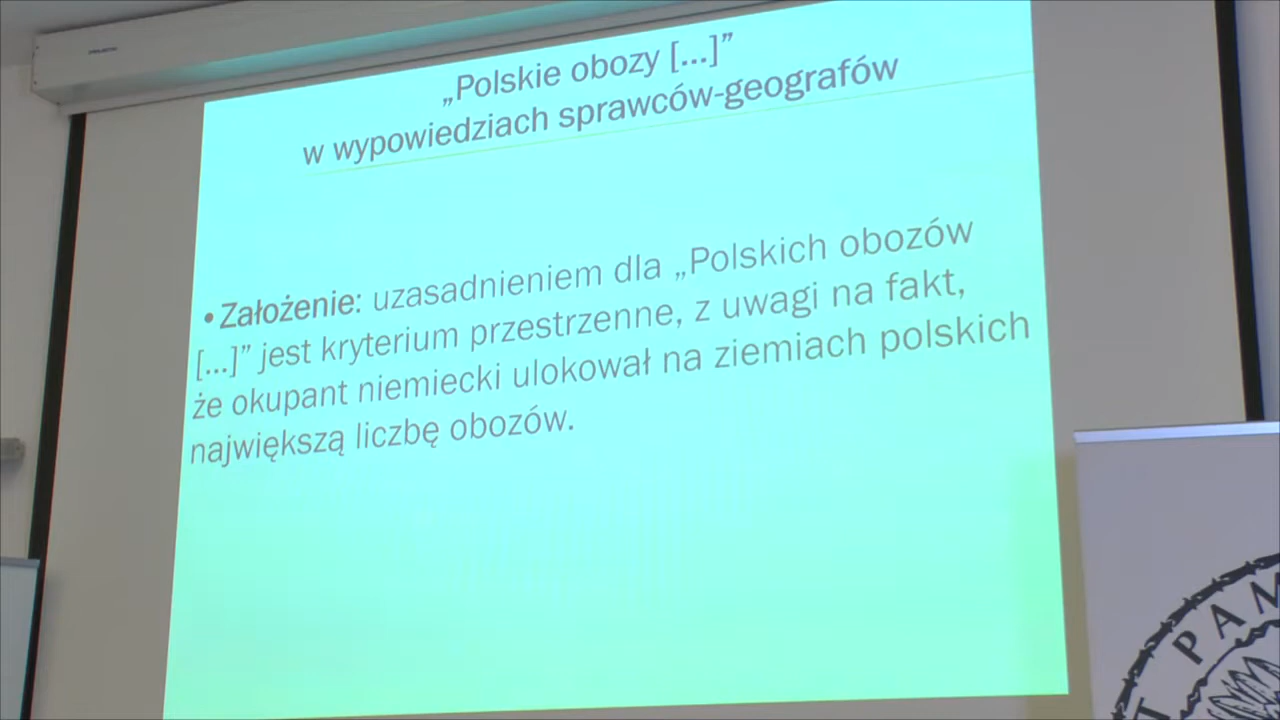 „Polskie obozy [...]”
w wypowiedziach sprawców-geografów
• Założenie: uzasadnieniem dla „Polskich obozów
[...]” jest kryterium przestrzenne, z uwagi na fakt,
że okupant niemiecki ulokował na ziemiach polskich
największą liczbę obozów.
T PAM